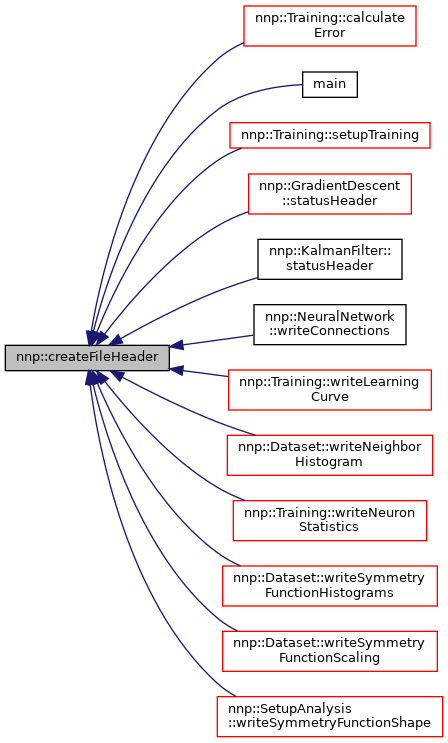 nnp::Training::calculate
Error
main
nnp::Training::setupTraining
nnp::GradientDescent
::statusHeader
nnp::KalmanFilter::
statusHeader
nnp::NeuralNetwork
::writeConnections
nnp::createFileHeader
nnp::Training::writeLearning
Curve
nnp::Dataset::writeNeighbor
Histogram
nnp::Training::writeNeuron
Statistics
nnp::Dataset::writeSymmetry
FunctionHistograms
nnp::Dataset::writeSymmetry
FunctionScaling
nnp::SetupAnalysis
::writeSymmetryFunctionShape